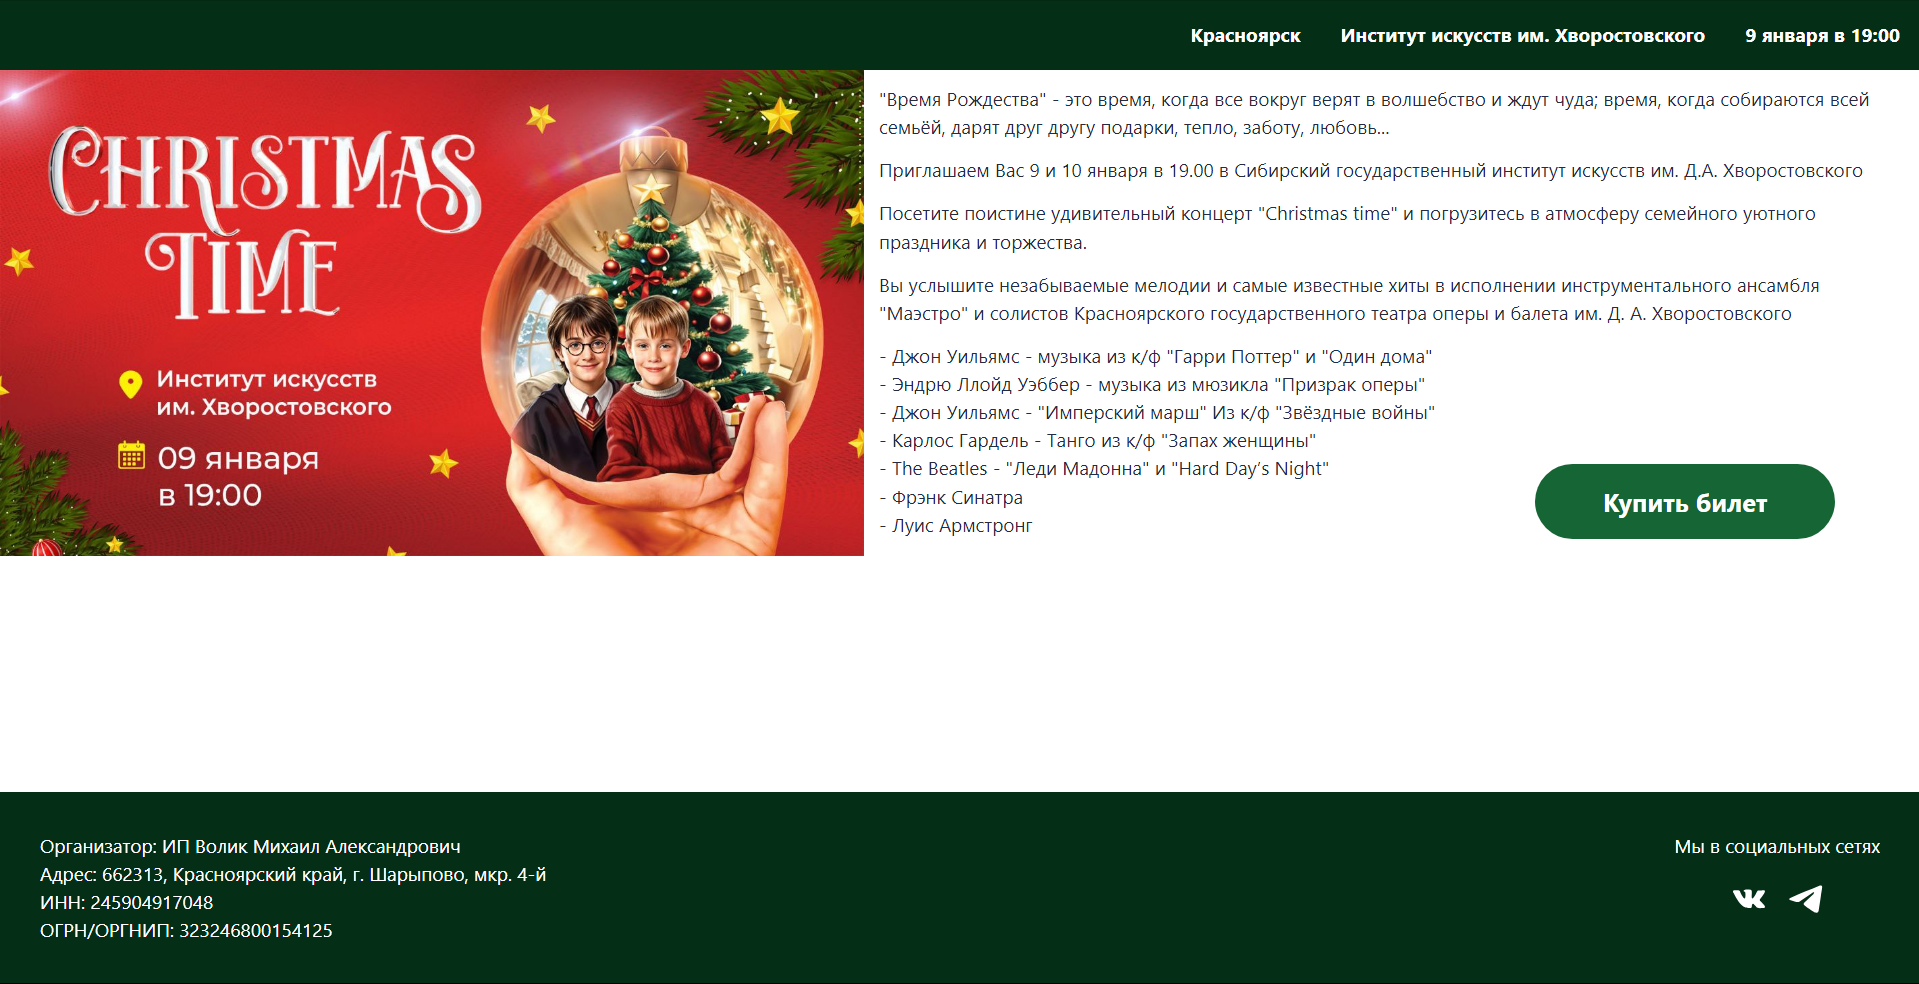 Красноярск Институт искусств им. Хворостовского 9 января в 19:00
CHRISTMAS
TIME
Институт искусств
им. Хворостовского
09 января
в 19:00
"Время Рождества" - это время, когда все вокруг верят в волшебство и ждут чуда; время, когда собираются всей
семьёй, дарят друг другу подарки, тепло, заботу, любовь...
Приглашаем Вас 9 и 10 января в 19.00 в Сибирский государственный институт искусств им. Д.А. Хворостовского
Посетите поистине удивительный концерт "Christmas time" и погрузитесь в атмосферу семейного уютного
праздника и торжества.
Вы услышите незабываемые мелодии и самые известные хиты в исполнении инструментального ансамбля
"Маэстро" и солистов Красноярского государственного театра оперы и балета им. Д. А. Хворостовского
- Джон Уильямс - музыка из к/ф "Гарри Поттер" и "Один дома"
- Эндрю Ллойд Уэббер - музыка из мюзикла "Призрак оперы"
- Джон Уильямс - "Имперский марш" Из к/ф "Звёздные войны"
- Карлос Гардель - Танго из к/ф "Запах женщины"
- The Beatles - "Леди Мадонна" и "Hard Day’s Night"
- Фрэнк Синатра
- Луис Армстронг
Купить билет
Организатор: ИП Волик Михаил Александрович
Адрес: 662313, Красноярский край, г. Шарыпово, мкр. 4-й
ИНН: 245904917048
ОГРН/ОРГНИП: 323246800154125
Мы в социальных сетях